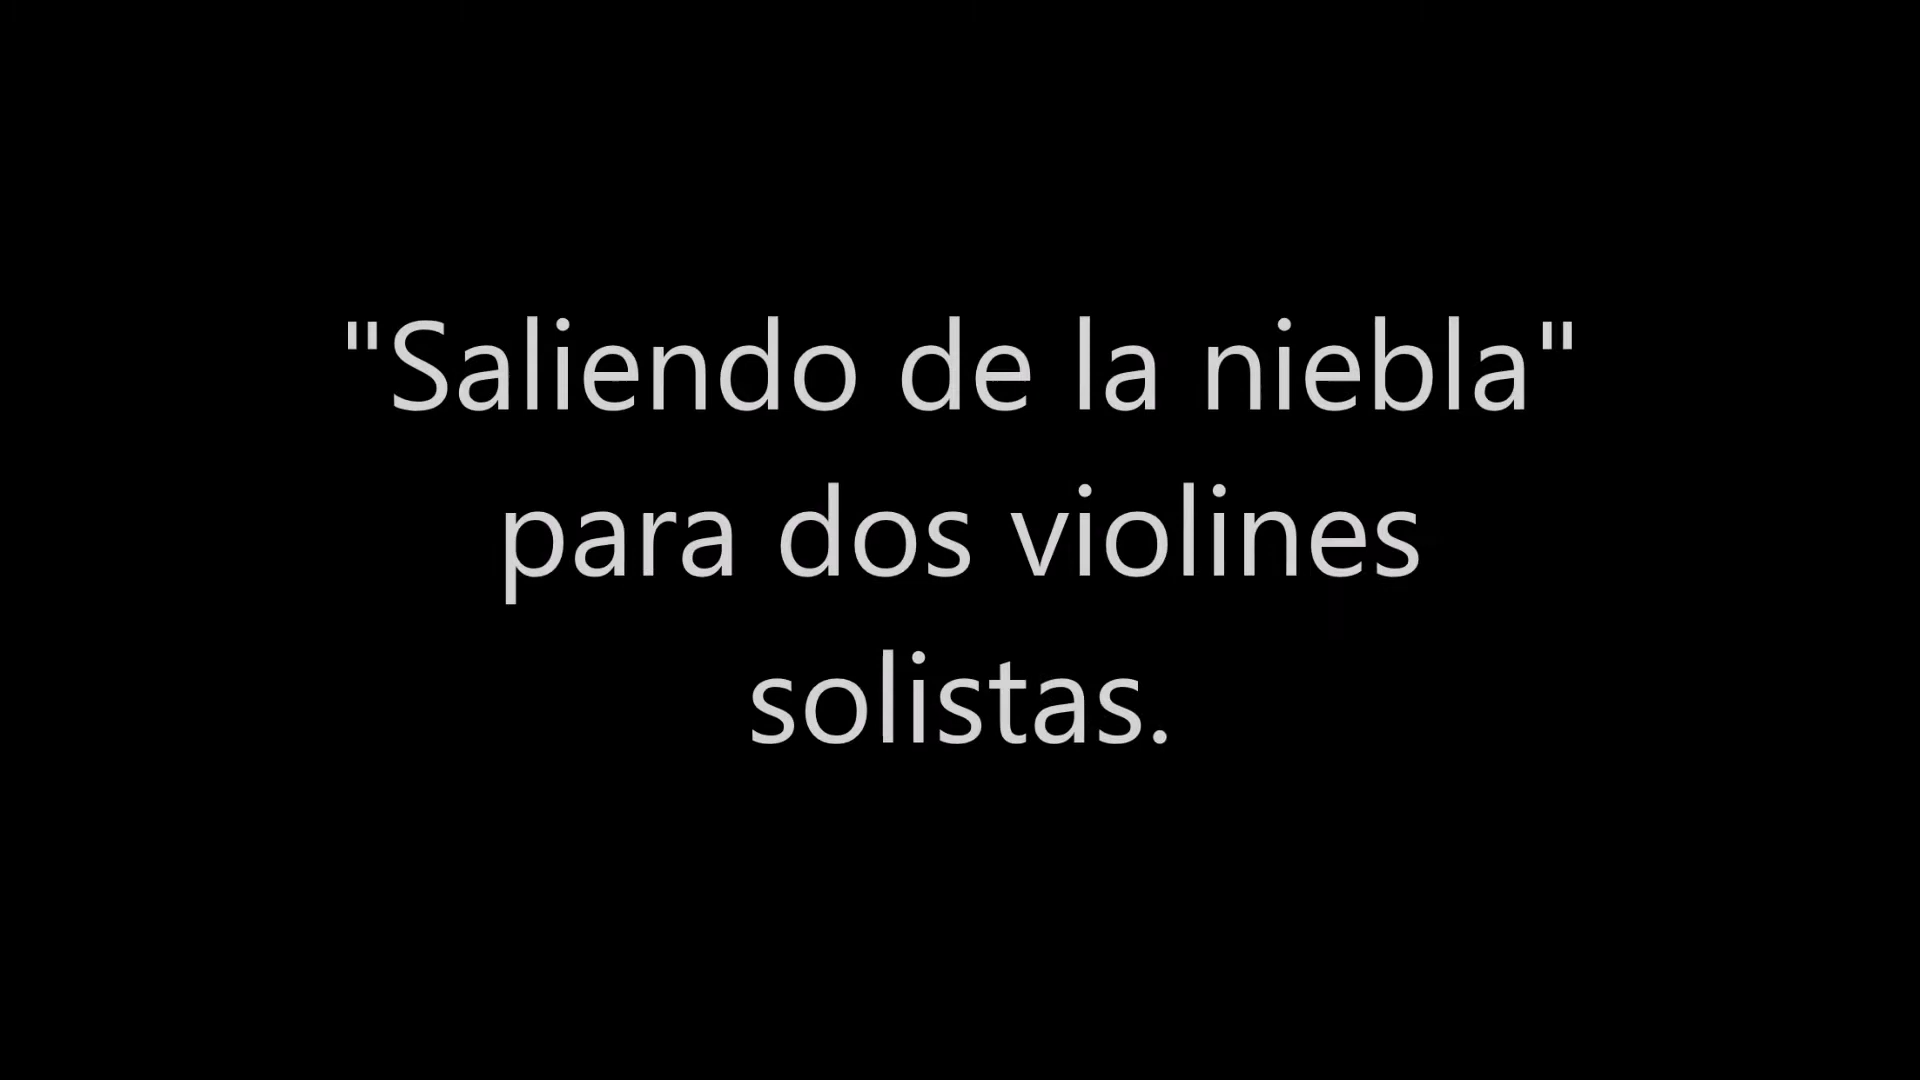 "Saliendo de la niebla"
para dos violines
solistas.